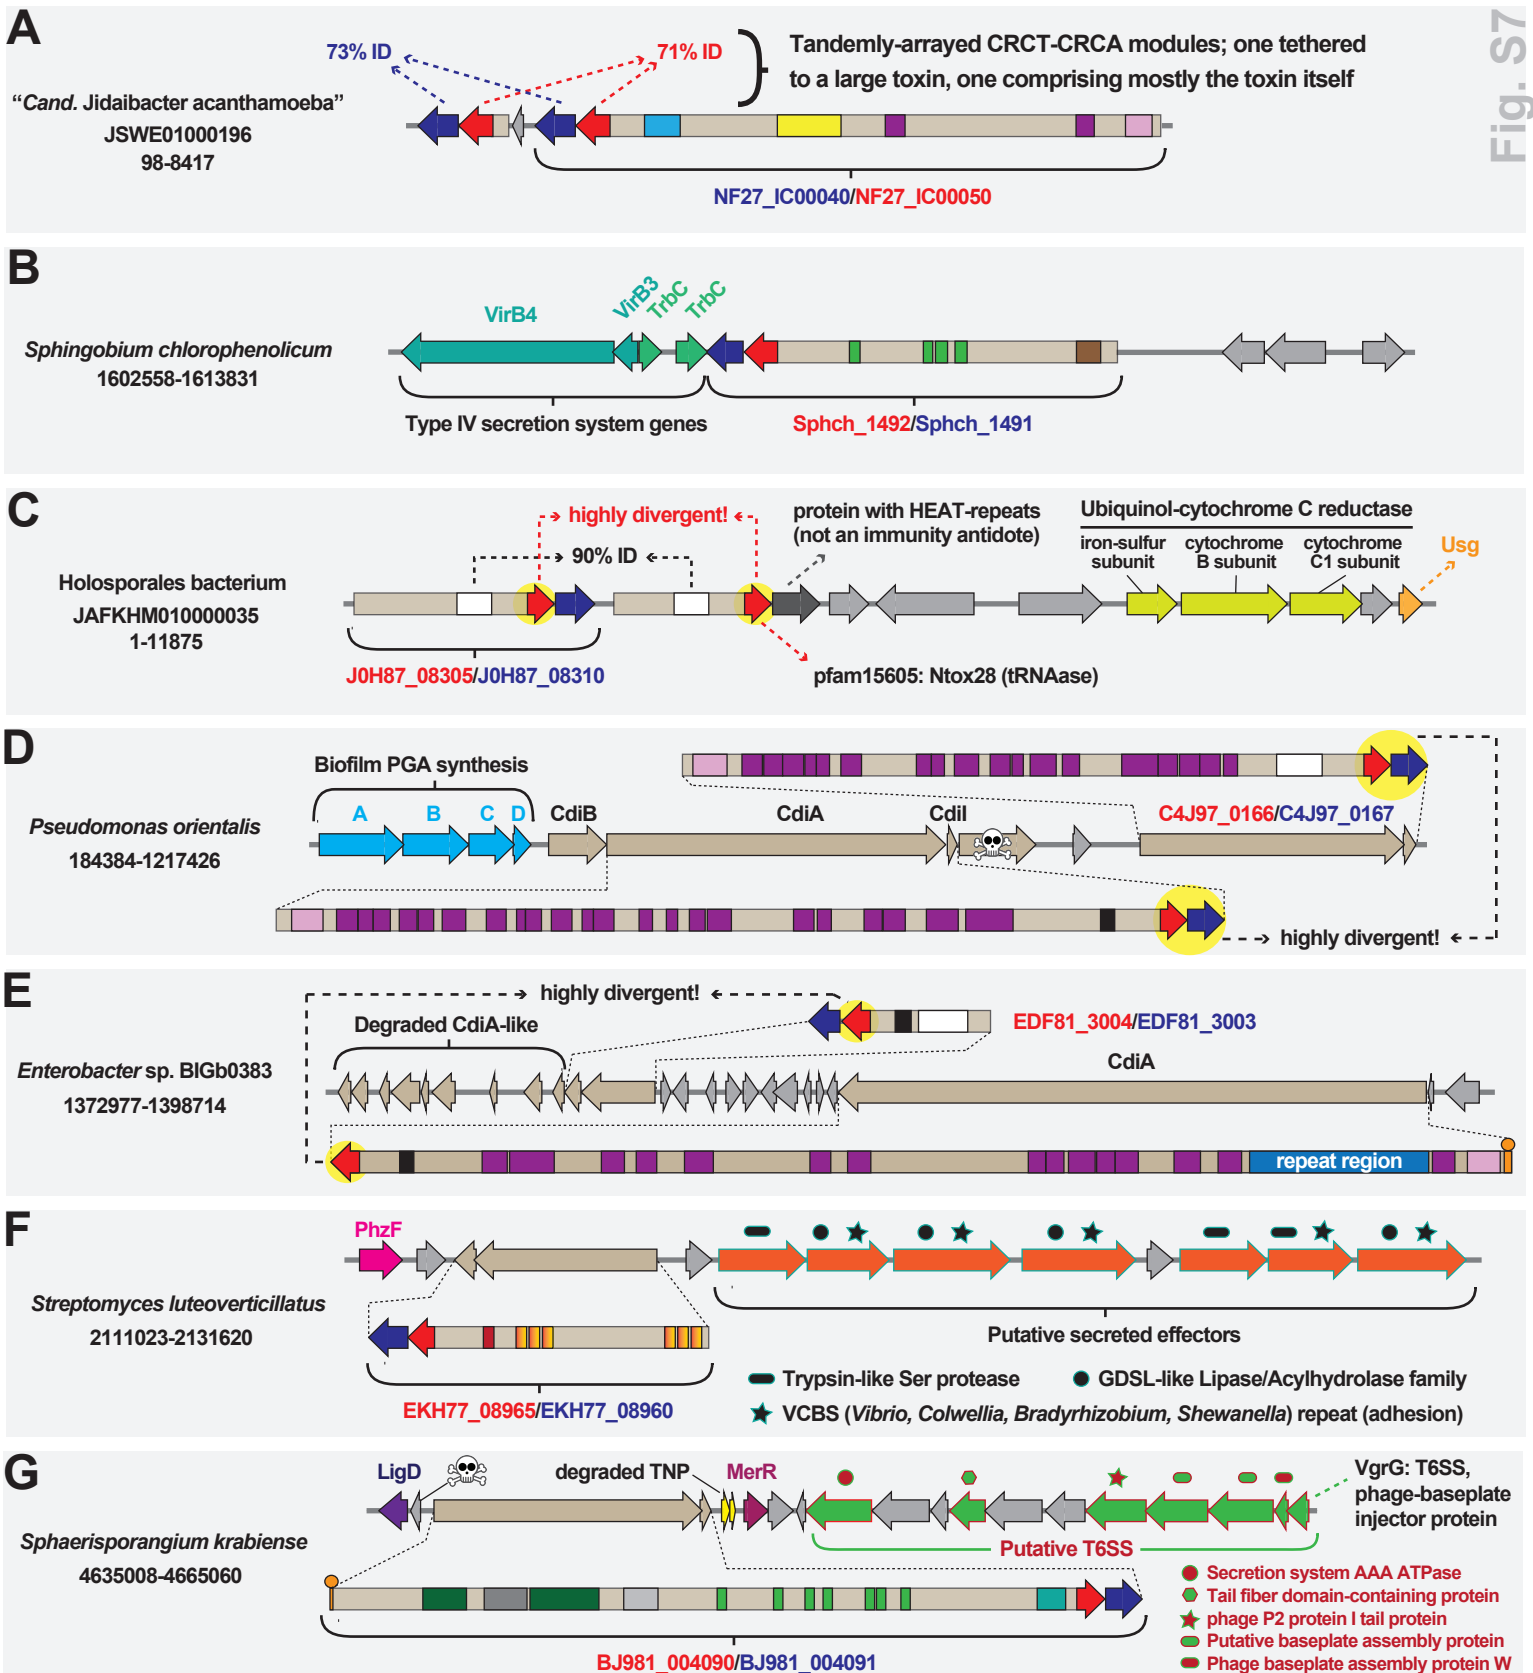 Fig. S7
A
73% ID
71% ID
Tandemly-arrayed CRCT-CRCA modules; one tethered
to a large toxin, one comprising mostly the toxin itself
“Cand. Jidaibacter acanthamoeba”
JSWE01000196
98-8417
NF27_IC00040/NF27_IC00050
B
VirB4
VirB3
TrbC
TrbC
Sphingobium chlorophenolicum
1602558-1613831
Type IV secretion system genes
Sphch_1492/Sphch_1491
C
highly divergent!
90% ID
protein with HEAT-repeats
(not an immunity antidote)
Ubiquinol-cytochrome C reductase
iron-sulfur
subunit
cytochrome
B subunit
cytochrome
C1 subunit
Usg
Holosporales bacterium
JAFKHM010000035
1-11875
J0H87_08305/J0H87_08310
pfam15605: Ntox28 (tRNAase)
D
Biofilm PGA synthesis
A
B
C
D
CdiB
CdiA
CdiI
C4J97_0166/C4J97_0167
Pseudomonas orientalis
184384-1217426
highly divergent!
E
highly divergent!
Degraded CdiA-like
EDF81_3004/EDF81_3003
CdiA
Enterobacter sp. BIGb0383
1372977-1398714
repeat region
F
PhzF
Streptomyces luteoverticillatus
2111023-2131620
Putative secreted effectors
Trypsin-like Ser protease
GDSL-like Lipase/Acylhydrolase family
VCBS (Vibrio, Colwellia, Bradyrhizobium, Shewanella) repeat (adhesion)
EKH77_08965/EKH77_08960
G
LigD
degraded TNP
MerR
VgrG: T6SS,
phage-baseplate
injector protein
Sphaerisporangium krabiense
4635008-4665060
Putative T6SS
Secretion system AAA ATPase
Tail fiber domain-containing protein
phage P2 protein I tail protein
Putative baseplate assembly protein
Phage baseplate assembly protein W
BJ981_004090/BJ981_004091